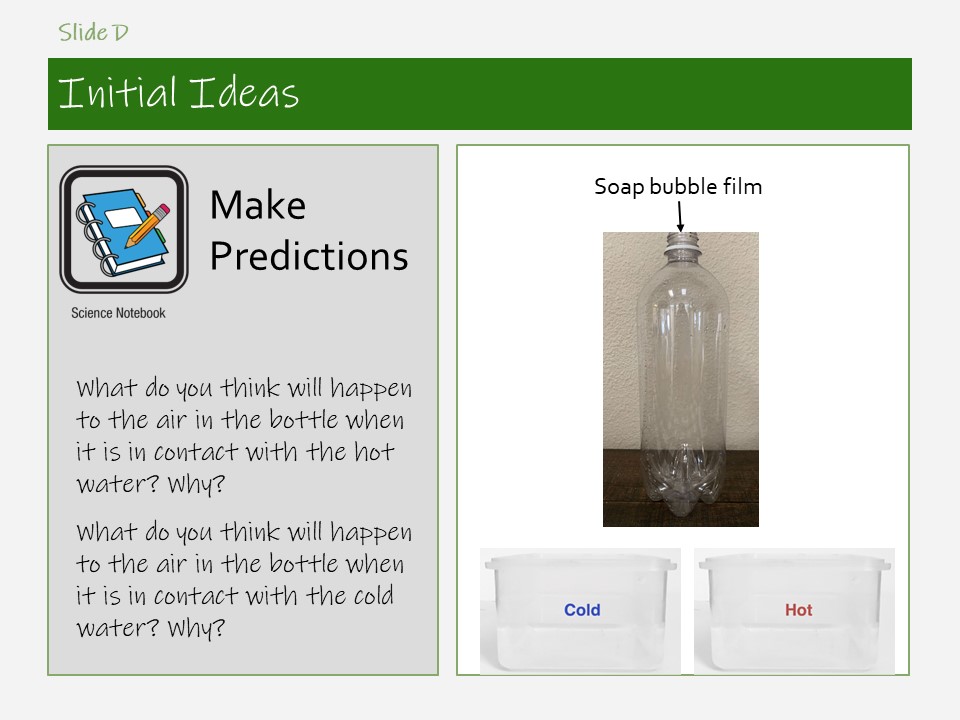 Slide D
Initial Ideas
Make
Predictions
Science Notebook
What do you think will happen
to the air in the bottle when
it is in contact with the hot
water? Why?
What do you think will happen
to the air in the bottle when
it is in contact with the cold
water? Why?
Soap bubble film
Cold
Hot